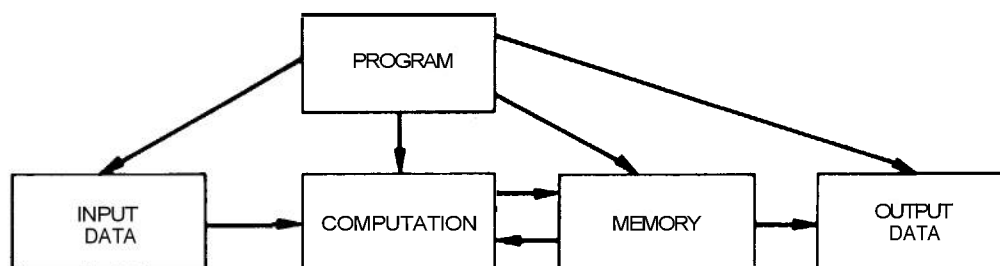 PROGRAM
INPUT
DATA
COMPUTATION
MEMORY
OUTPUT
DATA